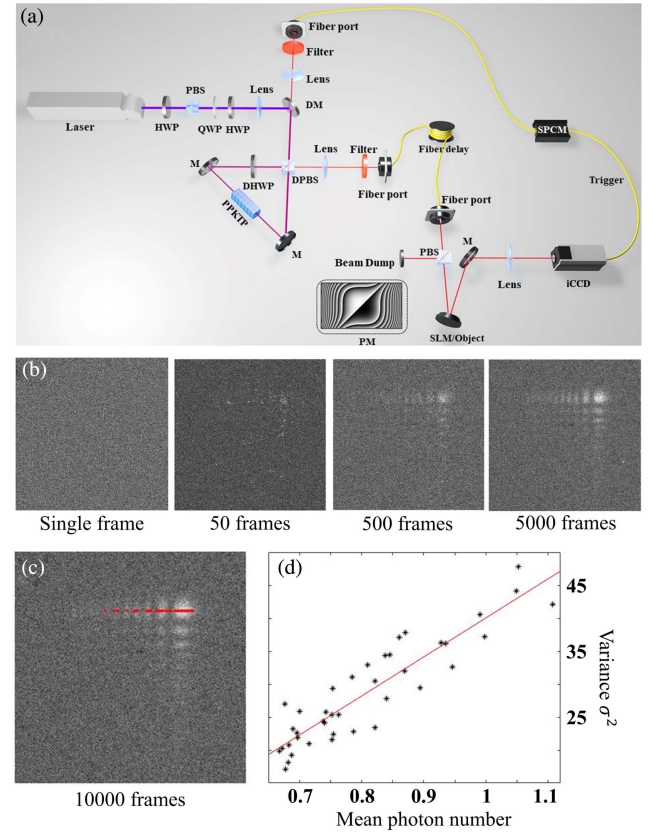 (a)
Fiber port
Filter
Lens
SPCM
PBS
Lens
DM
Laser
HWP
QWP
HWP
Trigger
Lens
Filter
Fiber delay
M
DHWP
DPBS
Fiber port
PPKTP
Fiber port
M
PBS
M
Beam Dump
Lens
iCCD
PM
SLM/Object
(b)
Single frame
50 frames
500 frames
5000 frames
(c)
(d)
45
35
25
Variance σ²
0.7 0.8 0.9 1 1.1
10000 frames
Mean photon number